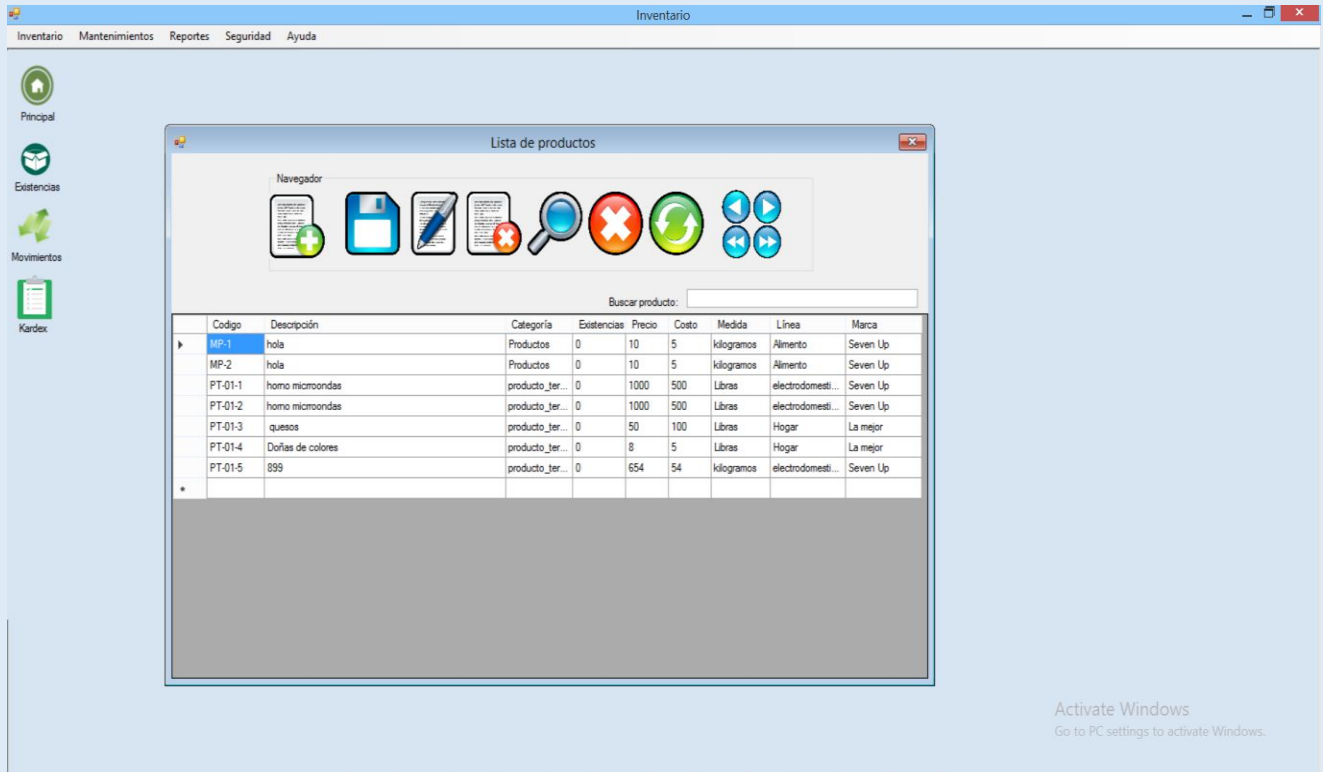 Inventario
Inventario Mantenimientos Reportes Seguridad Ayuda
Principal
Existencias
Movimientos
Kardex
Lista de productos
Navegador
Buscar producto:
Codigo Descripción Categoría Existencias Precio Costo Medida Línea Marca
MP-1 hola Productos 0 10 5 kilogramos Alimento Seven Up
MP-2 hola Productos 0 10 5 kilogramos Alimento Seven Up
PT-01-1 horno micrroondas producto_ter... 0 1000 500 Libras electrodomesti... Seven Up
PT-01-2 horno micrroondas producto_ter... 0 1000 500 Libras electrodomesti... Seven Up
PT-01-3 quesos producto_ter... 0 50 100 Libras Hogar La mejor
PT-01-4 Doñas de colores producto_ter... 0 8 5 Libras Hogar La mejor
PT-01-5 899 producto_ter... 0 654 54 kilogramos electrodomesti... Seven Up
Activate Windows
Go to PC settings to activate Windows.